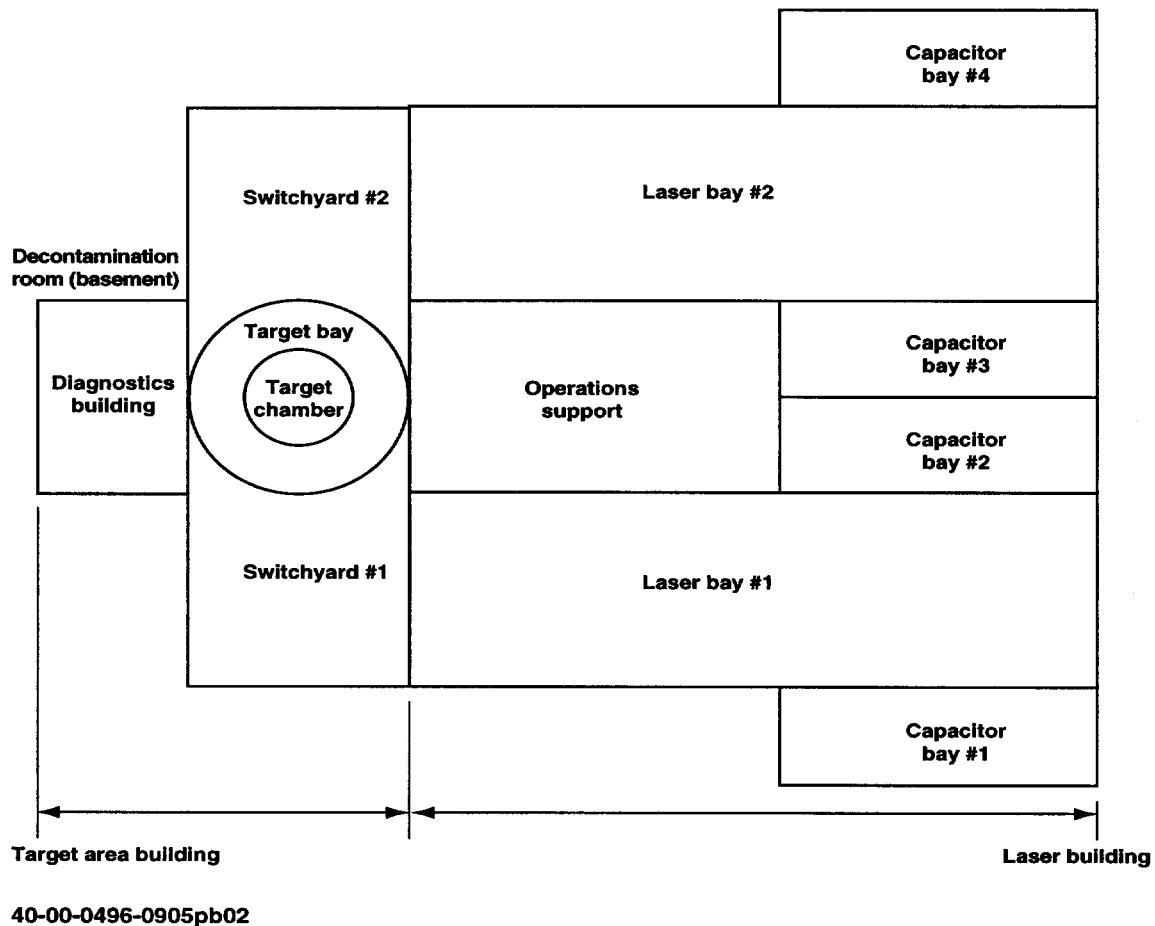 Capacitor
bay #4
Switchyard #2
Laser bay #2
Decontamination
room (basement)
Target bay
Target
chamber
Diagnostics
building
Operations
support
Capacitor
bay #3
Capacitor
bay #2
Switchyard #1
Laser bay #1
Capacitor
bay #1
Target area building
Laser building
40-00-0496-0905pb02